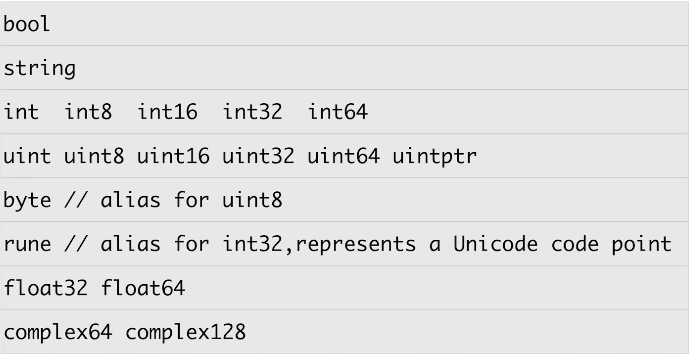 bool
string
int  int8  int16  int32  int64
uint uint8 uint16 uint32 uint64 uintptr
byte // alias for uint8
rune // alias for int32,represents a Unicode code point
float32 float64
complex64 complex128